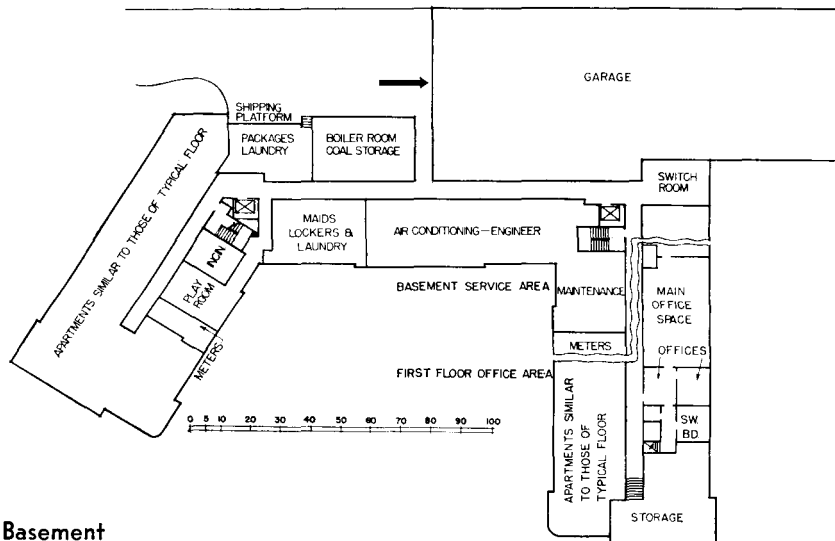 GARAGE
SHIPPING
PLATFORM
PACKAGES
LAUNDRY
BOILER ROOM
COAL STORAGE
SWITCH
ROOM
APARTMENTS SIMILAR TO THOSE OF TYPICAL FLOOR
MAIDS
LOCKERS &
LAUNDRY
AIR CONDITIONING-ENGINEER
INCIN
PLAY
ROOM
METERS
BASEMENT SERVICE AREA
MAINTENANCE
MAIN
OFFICE
SPACE
METERS
OFFICES
FIRST FLOOR OFFICE AREA
APARTMENTS SIMILAR
TO THOSE OF
TYPICAL FLOOR
SW.
BD.
0 5 10 20 30 40 50 60 70 80 90 100
STORAGE
Basement